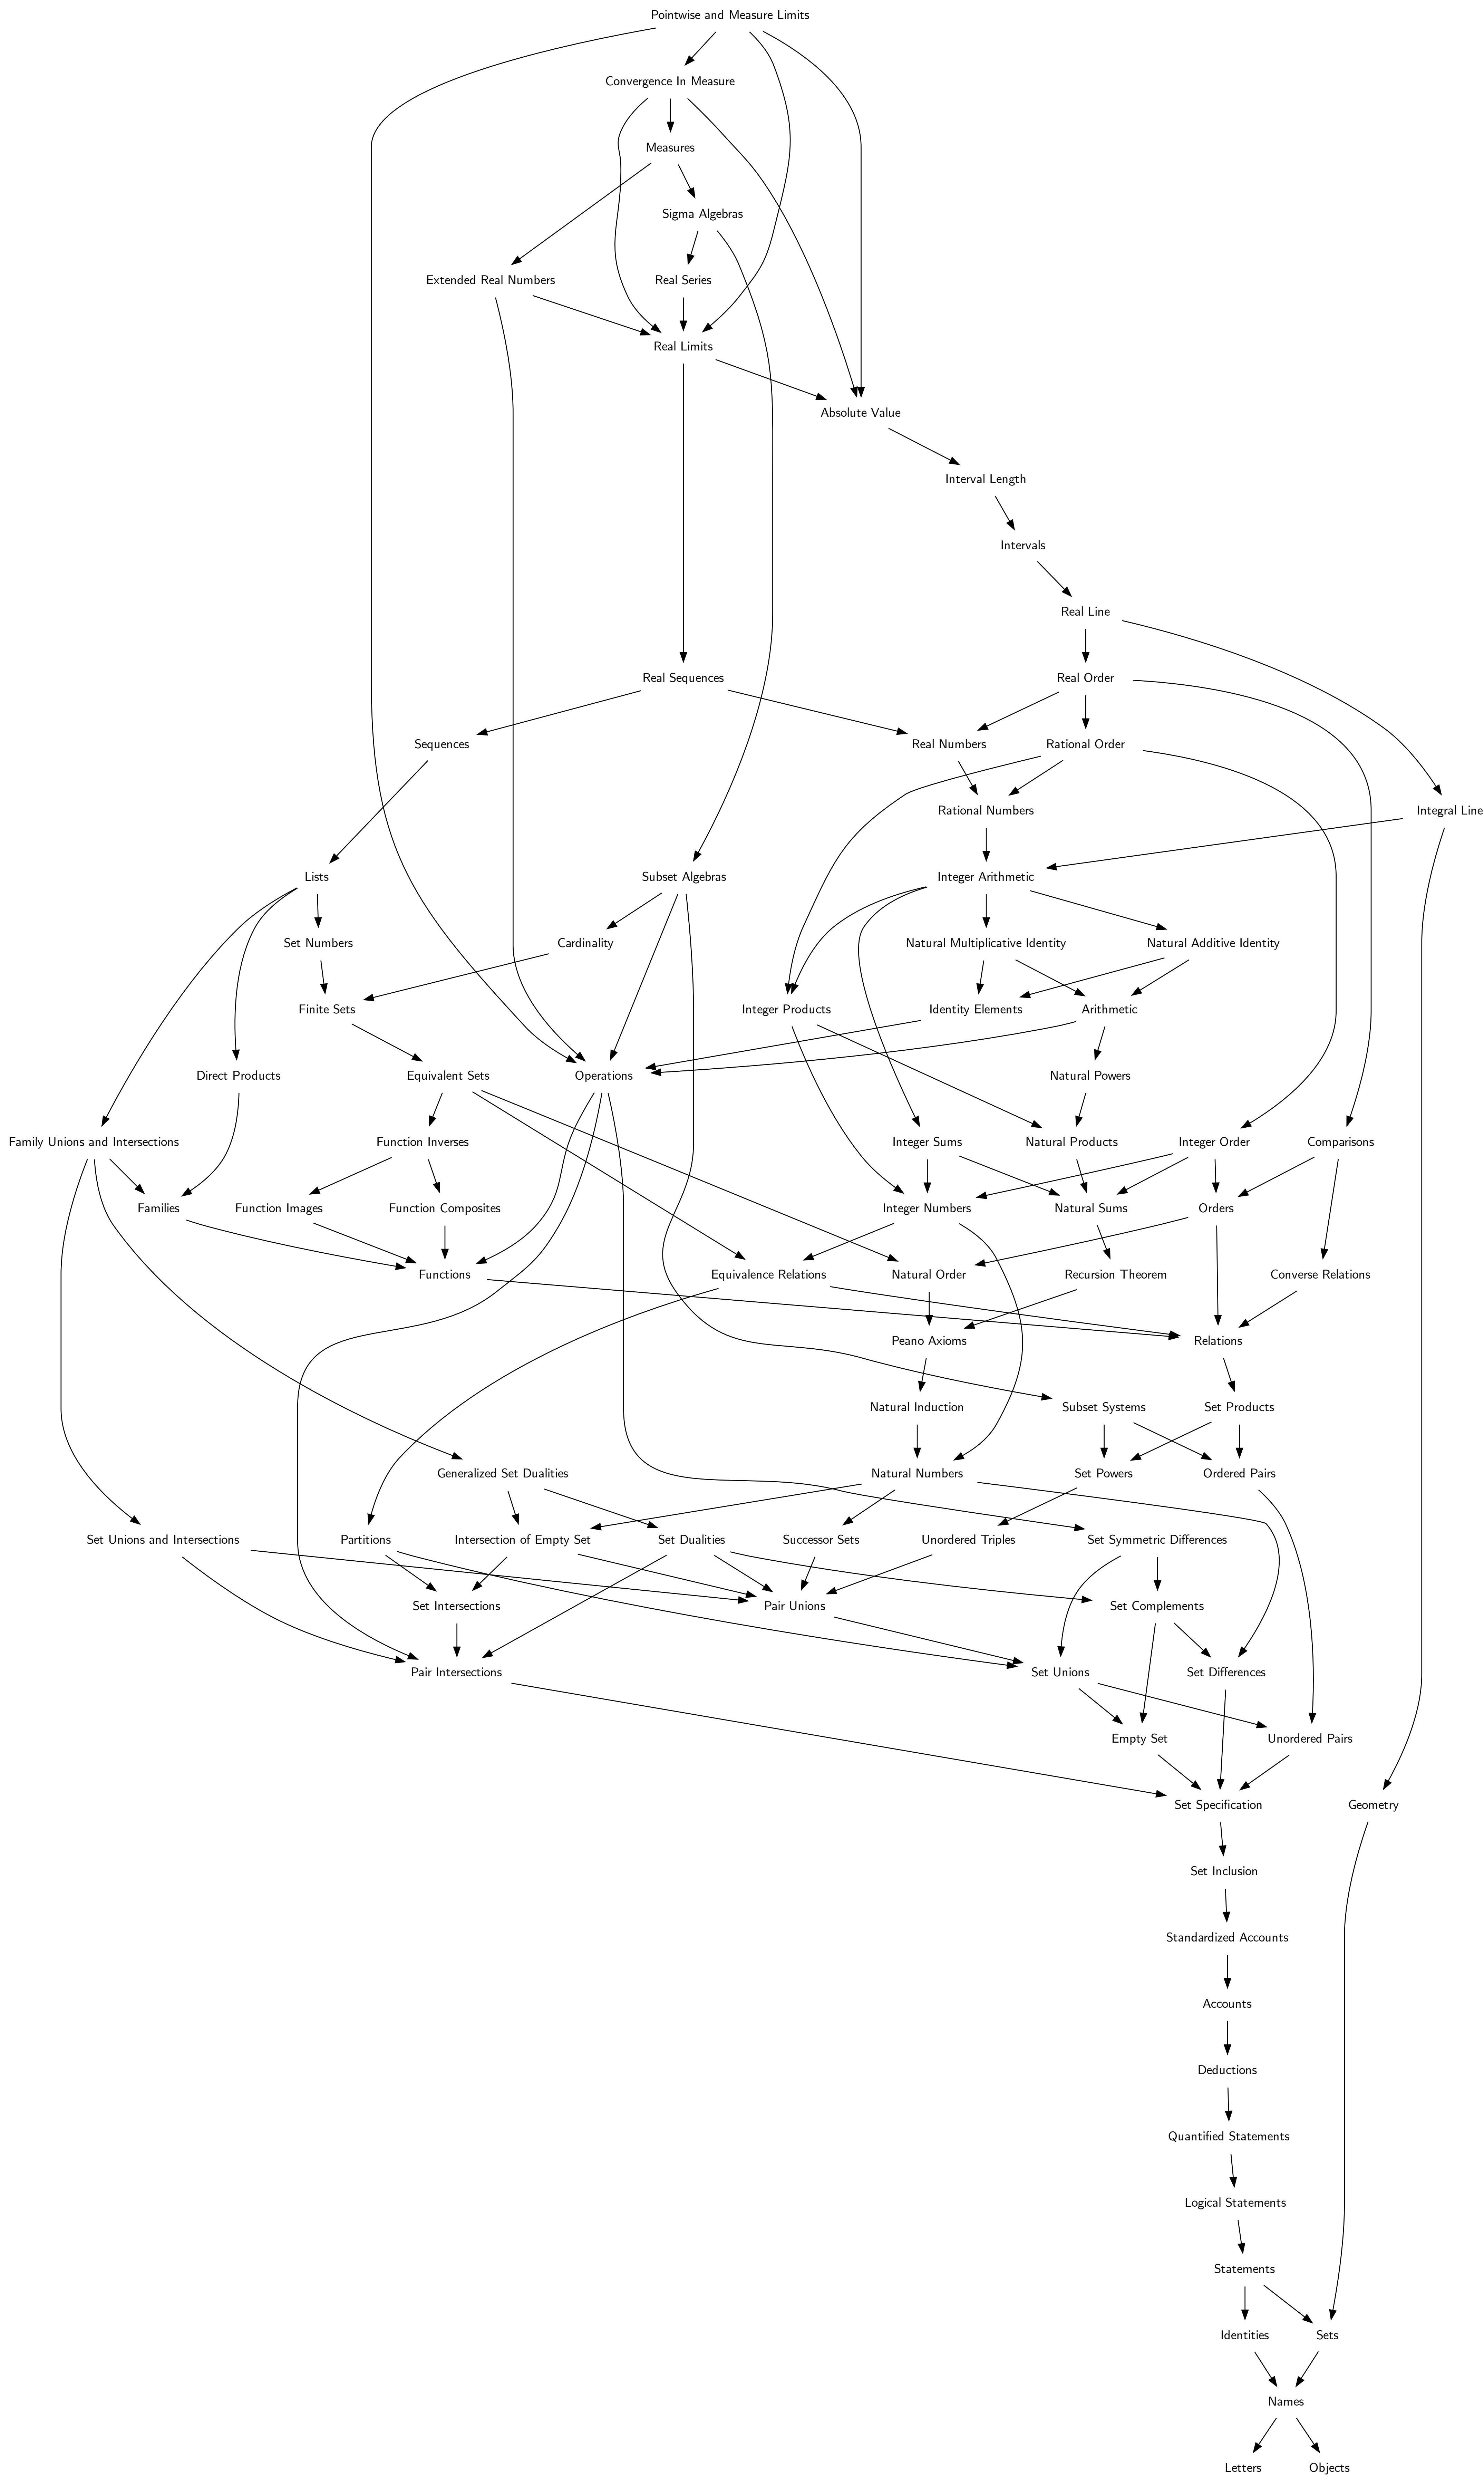 Pointwise and Measure Limits
Convergence In Measure
Measures
Sigma Algebras
Extended Real Numbers
Real Series
Real Limits
Absolute Value
Interval Length
Intervals
Real Line
Real Sequences
Real Order
Sequences
Real Numbers
Rational Order
Rational Numbers
Integral Line
Lists
Subset Algebras
Integer Arithmetic
Set Numbers
Cardinality
Natural Multiplicative Identity
Natural Additive Identity
Finite Sets
Integer Products
Identity Elements
Arithmetic
Direct Products
Equivalent Sets
Operations
Natural Powers
Family Unions and Intersections
Function Inverses
Integer Sums
Natural Products
Integer Order
Comparisons
Families
Function Images
Function Composites
Integer Numbers
Natural Sums
Orders
Functions
Equivalence Relations
Natural Order
Recursion Theorem
Converse Relations
Peano Axioms
Relations
Natural Induction
Subset Systems
Set Products
Generalized Set Dualities
Natural Numbers
Set Powers
Ordered Pairs
Set Unions and Intersections
Partitions
Intersection of Empty Set
Set Dualities
Successor Sets
Unordered Triples
Set Symmetric Differences
Set Intersections
Pair Unions
Set Complements
Pair Intersections
Set Unions
Set Differences
Empty Set
Unordered Pairs
Set Specification
Geometry
Set Inclusion
Standardized Accounts
Accounts
Deductions
Quantified Statements
Logical Statements
Statements
Identities
Sets
Names
Letters
Objects